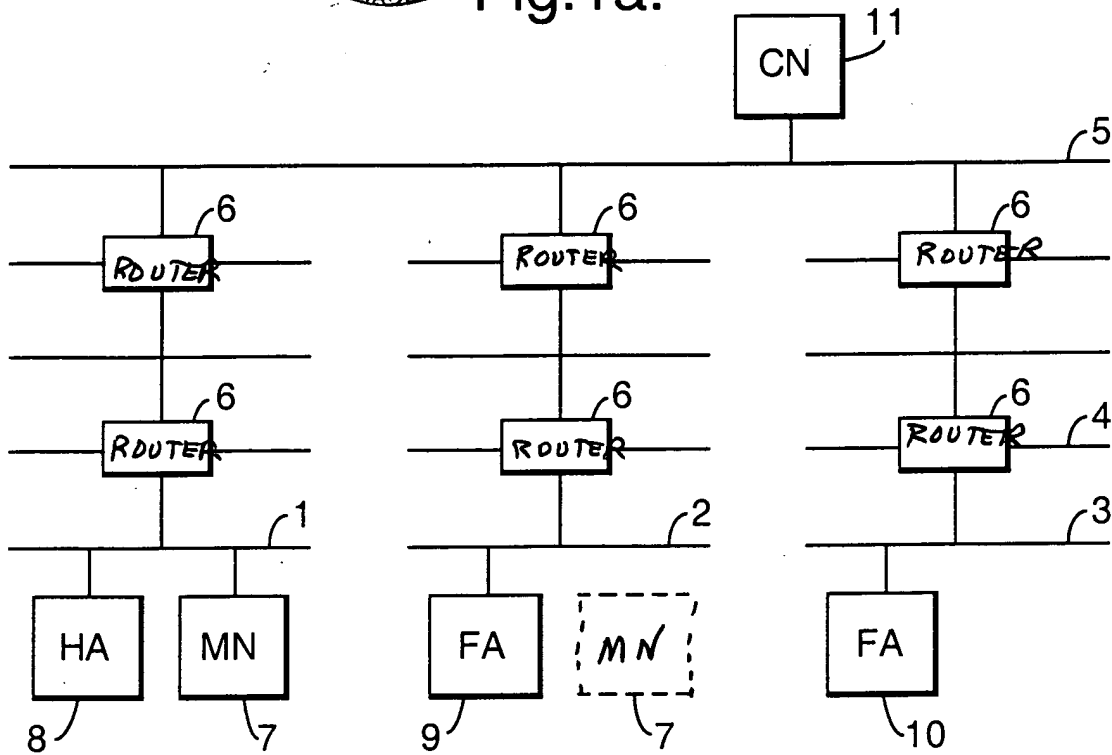 Fig.1a.
11
CN
5
6 6 6
ROUTER ROUTER ROUTER
6 6 6
ROUTER ROUTER ROUTER 4
1 2 3
HA MN FA MN FA
8 7 9 7 10